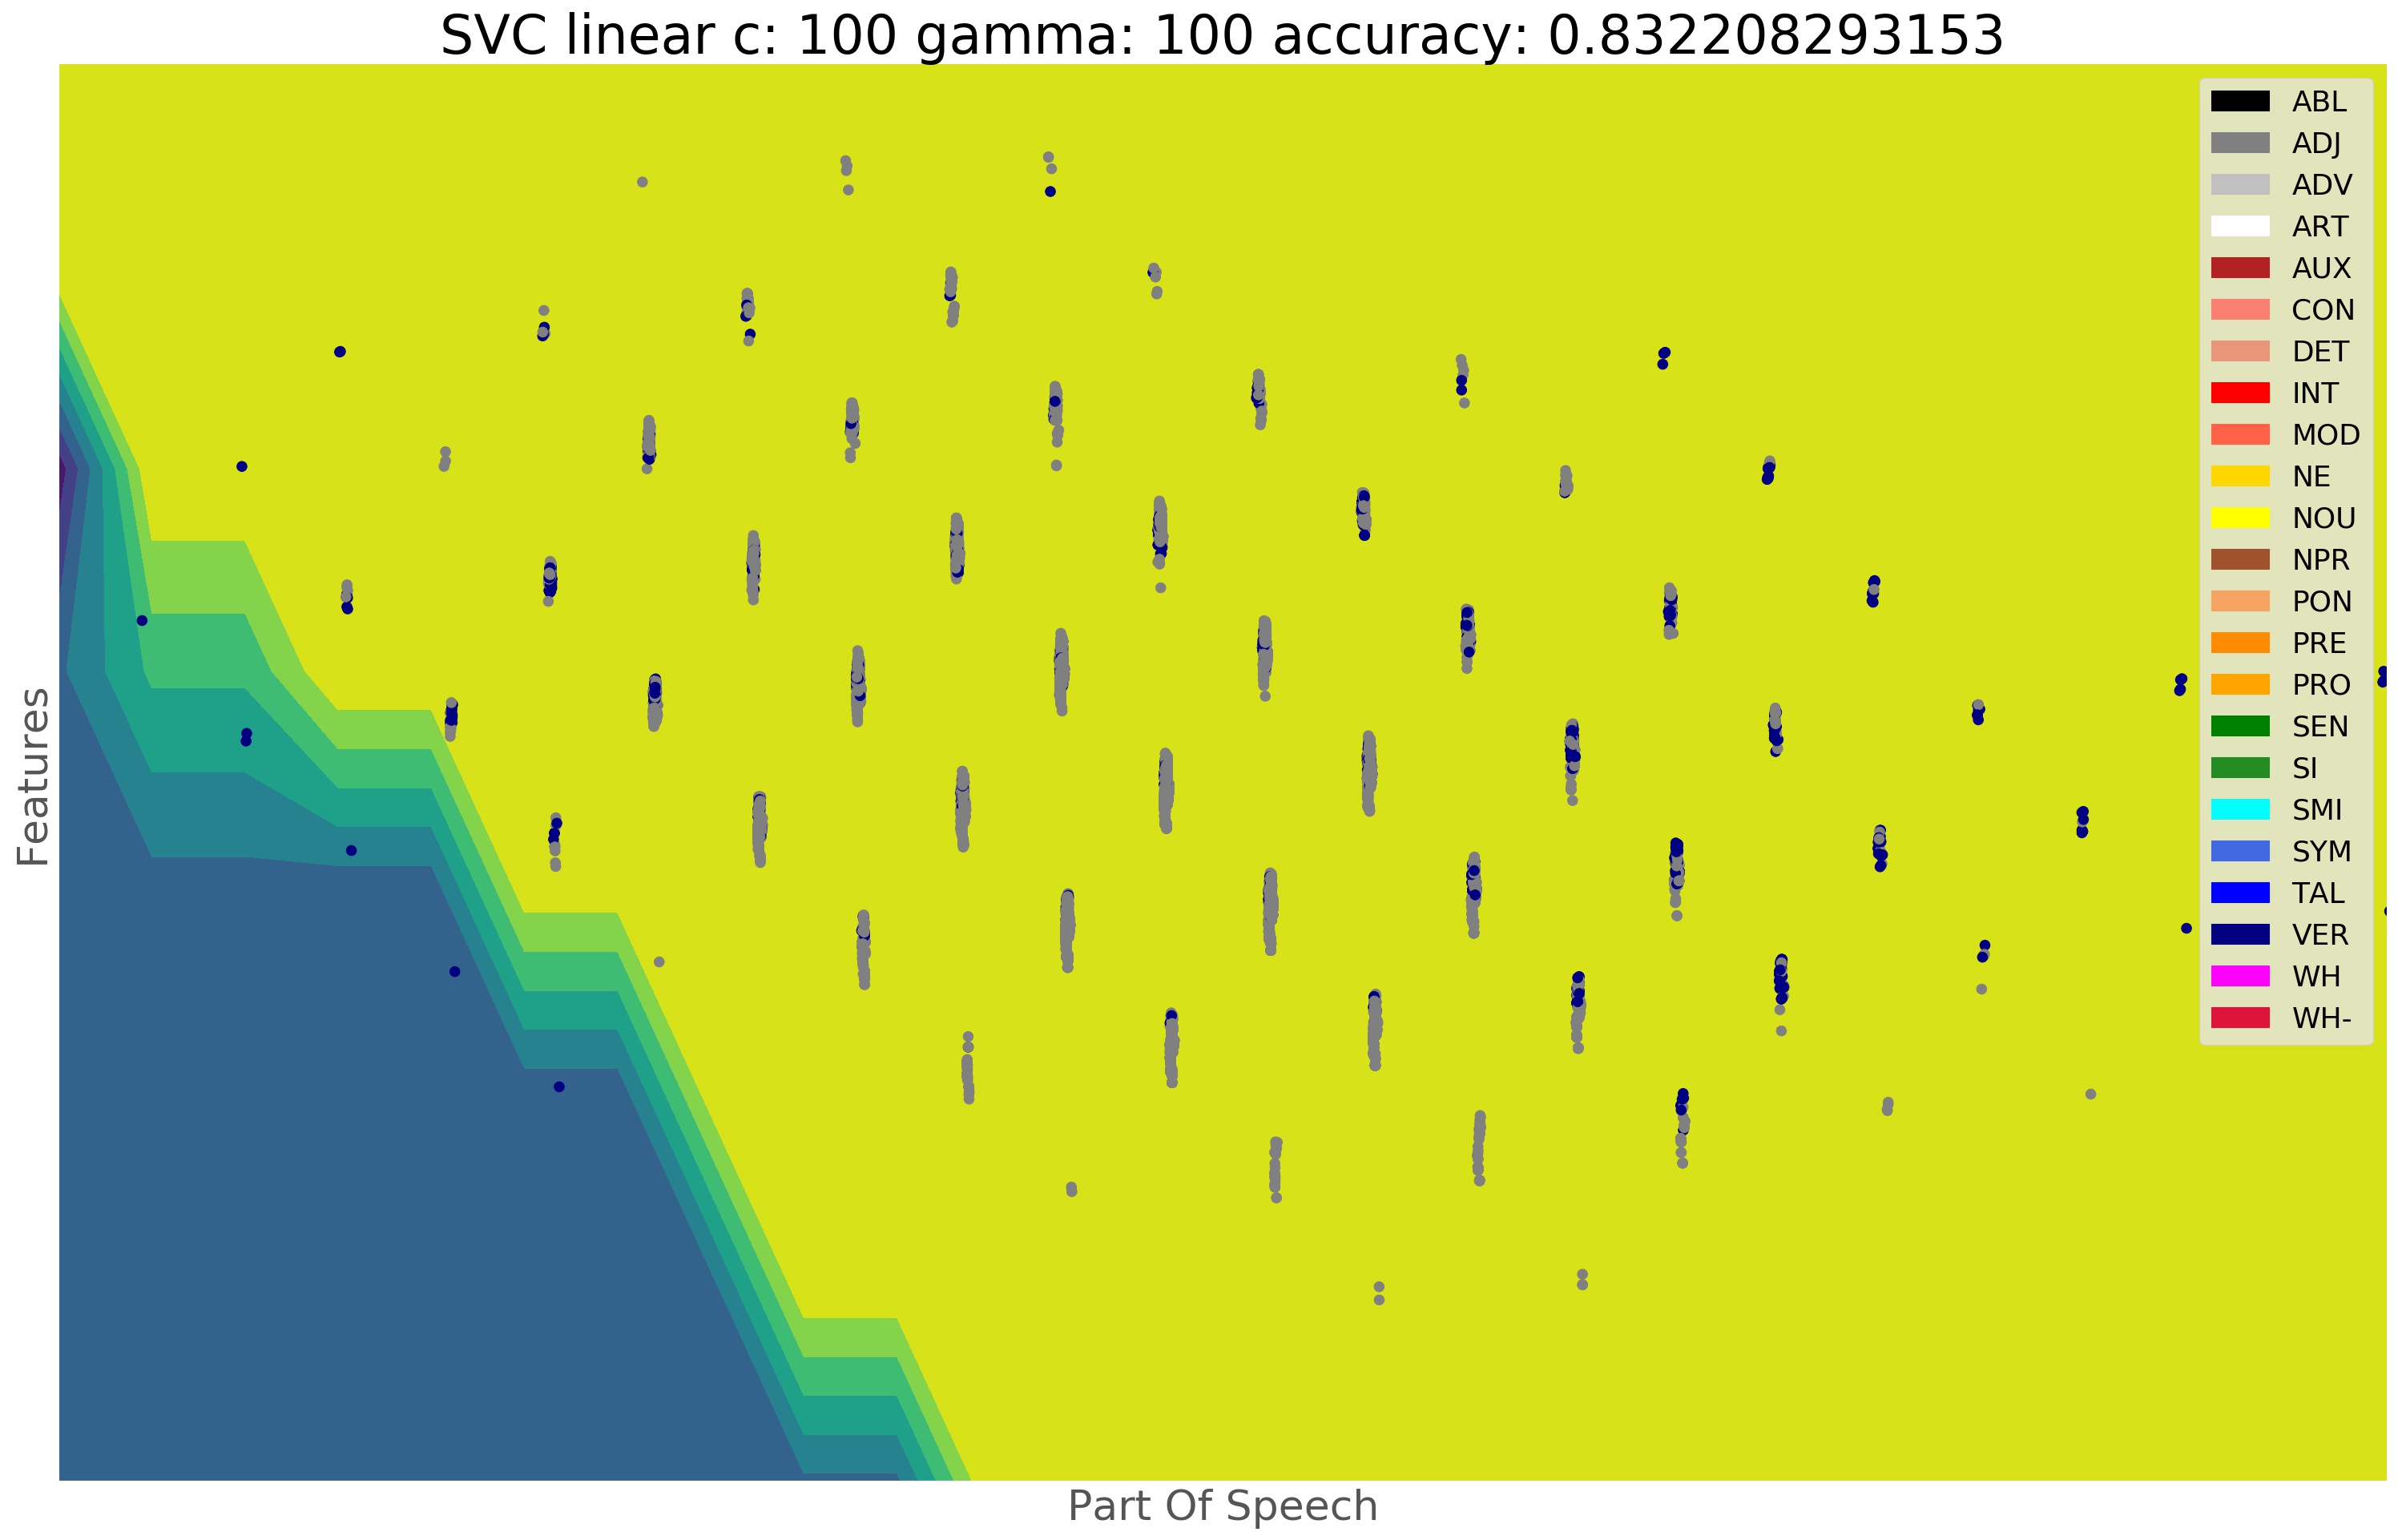 SVC linear c: 100 gamma: 100 accuracy: 0.832208293153
ABL
ADJ
ADV
ART
AUX
CON
DET
INT
MOD
NE
NOU
NPR
PON
PRE
PRO
SEN
SI
SMI
SYM
TAL
VER
WH
WH-
Features
Part Of Speech